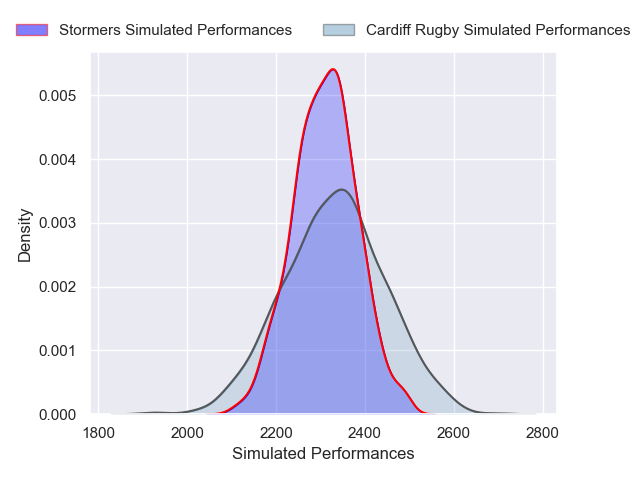 Stormers Simulated Performances Cardiff Rugby Simulated Performances
0.005
0.004
0.003
0.002
0.001
0.000
Density
1800 2000 2200 2400 2600 2800
Simulated Performances